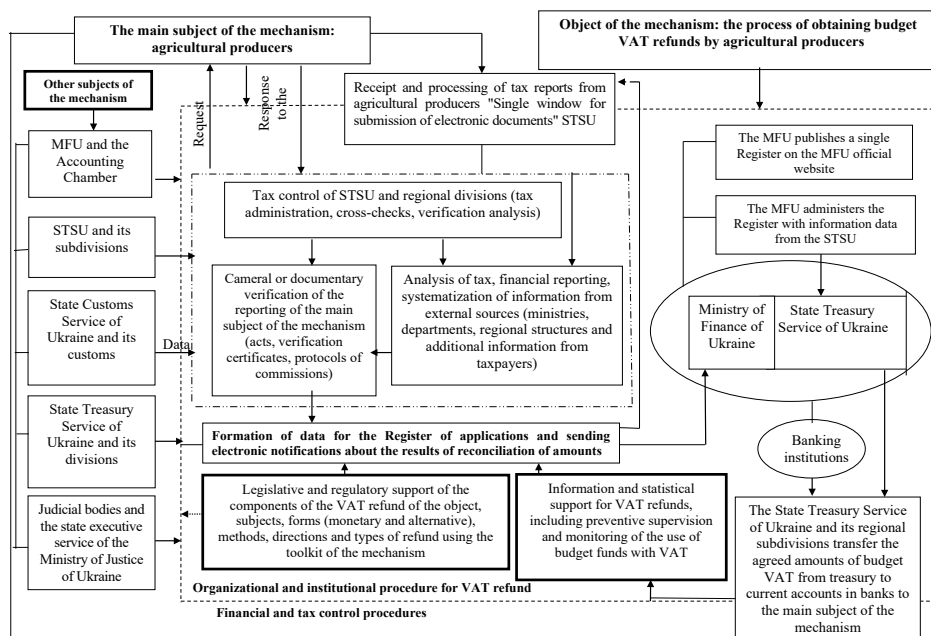 The main subject of the mechanism:
agricultural producers
Object of the mechanism: the process of obtaining budget
VAT refunds by agricultural producers
Other subjects of
the mechanism
Request
Response
to the
Receipt and processing of tax reports from
agricultural producers "Single window for
submission of electronic documents" STSU
MFU and the
Accounting
Chamber
The MFU publishes a single
Register on the MFU official
website
Tax control of STSU and regional divisions (tax
administration, cross-checks, verification analysis)
STSU and its
subdivisions
The MFU administers the
Register with information data
from the STSU
Cameral or documentary
verification of the
reporting of the main
subject of the mechanism
(acts, verification
certificates, protocols of
commissions)
Analysis of tax, financial reporting,
systematization of information from
external sources (ministries,
departments, regional structures and
additional information from
taxpayers)
State Customs
Service of
Ukraine and its
customs
Data
Ministry of
Finance of
Ukraine
State Treasury
Service of Ukraine
State Treasury
Service of
Ukraine and its
divisions
Formation of data for the Register of applications and sending
electronic notifications about the results of reconciliation of amounts
Banking
institutions
Judicial bodies and
the state executive
service of the
Ministry of Justice
of Ukraine
Legislative and regulatory support of the
components of the VAT refund of the object,
subjects, forms (monetary and alternative),
methods, directions and types of refund using the
toolkit of the mechanism
Information and statistical
support for VAT refunds,
including preventive supervision
and monitoring of the use of
budget funds with VAT
The State Treasury Service
of Ukraine and its regional
subdivisions transfer the
agreed amounts of budget
VAT from treasury to
current accounts in banks to
the main subject of the
mechanism
Organizational and institutional procedure for VAT refund
Financial and tax control procedures